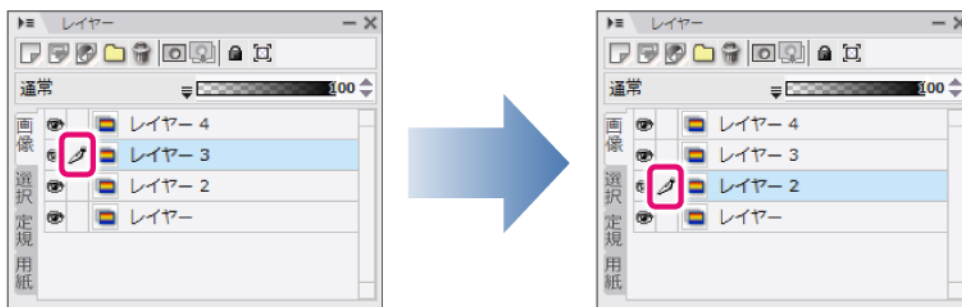 レイヤー
通常 100
画像
選択
定規
用紙
レイヤー 4
レイヤー 3
レイヤー 2
レイヤー
レイヤー
通常 100
画像
選択
定規
用紙
レイヤー 4
レイヤー 3
レイヤー 2
レイヤー